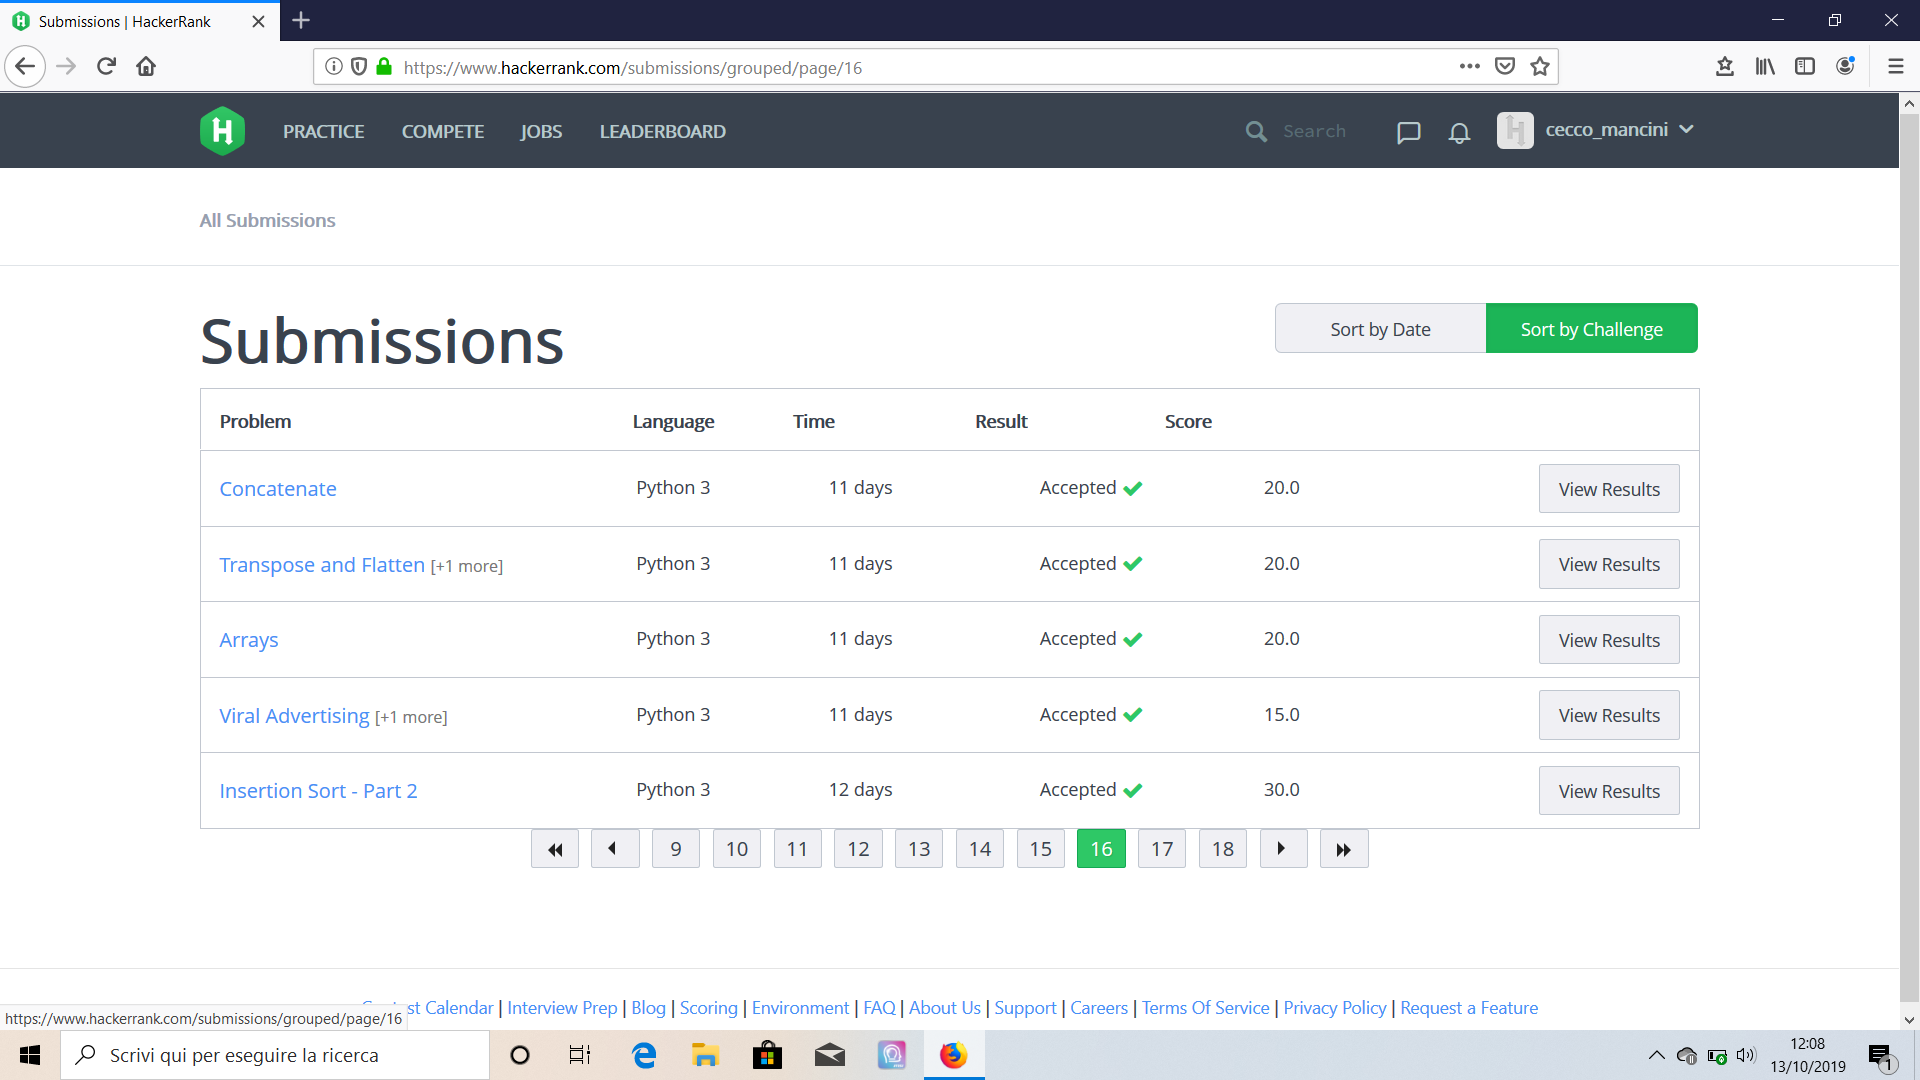 Submissions | HackerRank
https://www.hackerrank.com/submissions/grouped/page/16
PRACTICE COMPETE JOBS LEADERBOARD Search cecco_mancini
All Submissions
Submissions
Sort by Date Sort by Challenge
Problem Language Time Result Score
Concatenate Python 3 11 days Accepted 20.0 View Results
Transpose and Flatten [+1 more] Python 3 11 days Accepted 20.0 View Results
Arrays Python 3 11 days Accepted 20.0 View Results
Viral Advertising [+1 more] Python 3 11 days Accepted 15.0 View Results
Insertion Sort - Part 2 Python 3 12 days Accepted 30.0 View Results
9 10 11 12 13 14 15 16 17 18
st Calendar | Interview Prep | Blog | Scoring | Environment | FAQ | About Us | Support | Careers | Terms Of Service | Privacy Policy | Request a Feature
https://www.hackerrank.com/submissions/grouped/page/16
Scrivi qui per eseguire la ricerca
12:08
13/10/2019
1